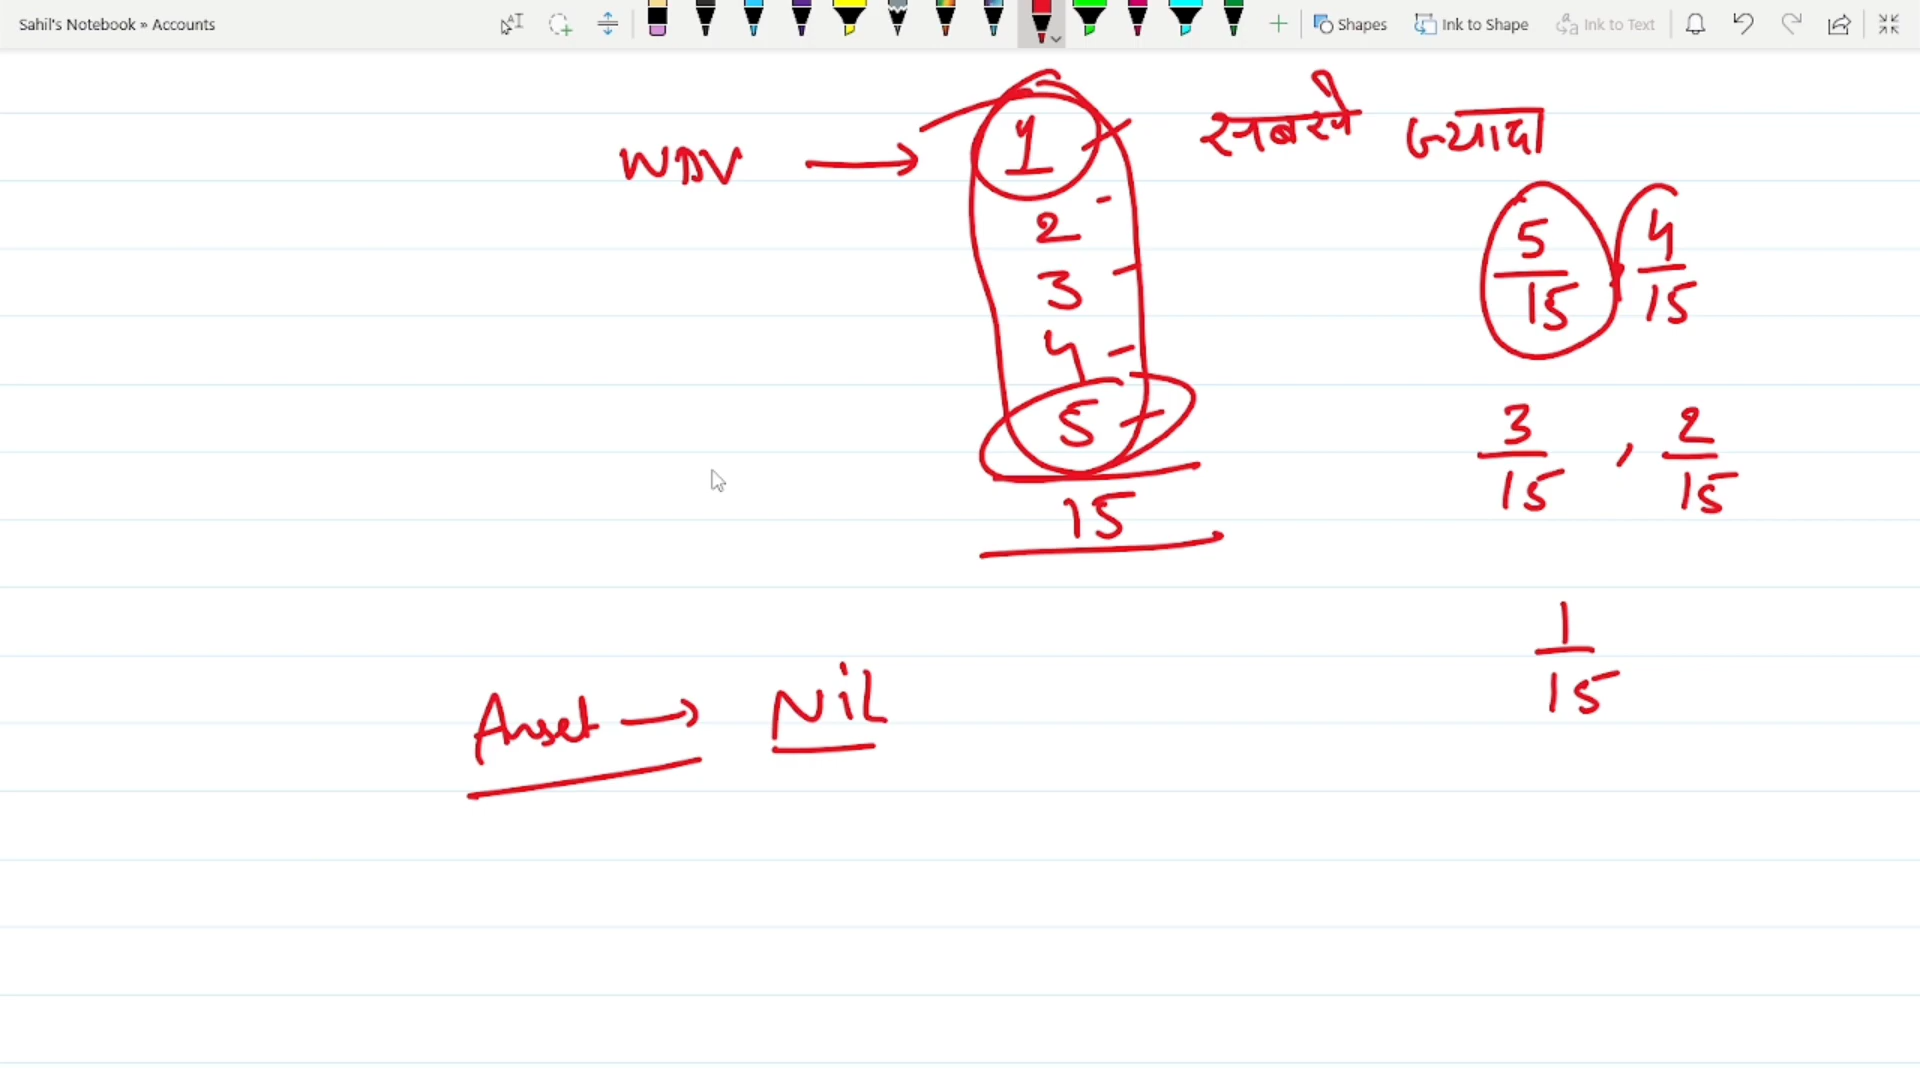 Sahil's Notebook » Accounts
Shapes Ink to Shape Ink to Text
WDV → 1 सबसे ज्यादा
2
3
4
5
15
5/15, 4/15
3/15, 2/15
1/15
Asset → Nil